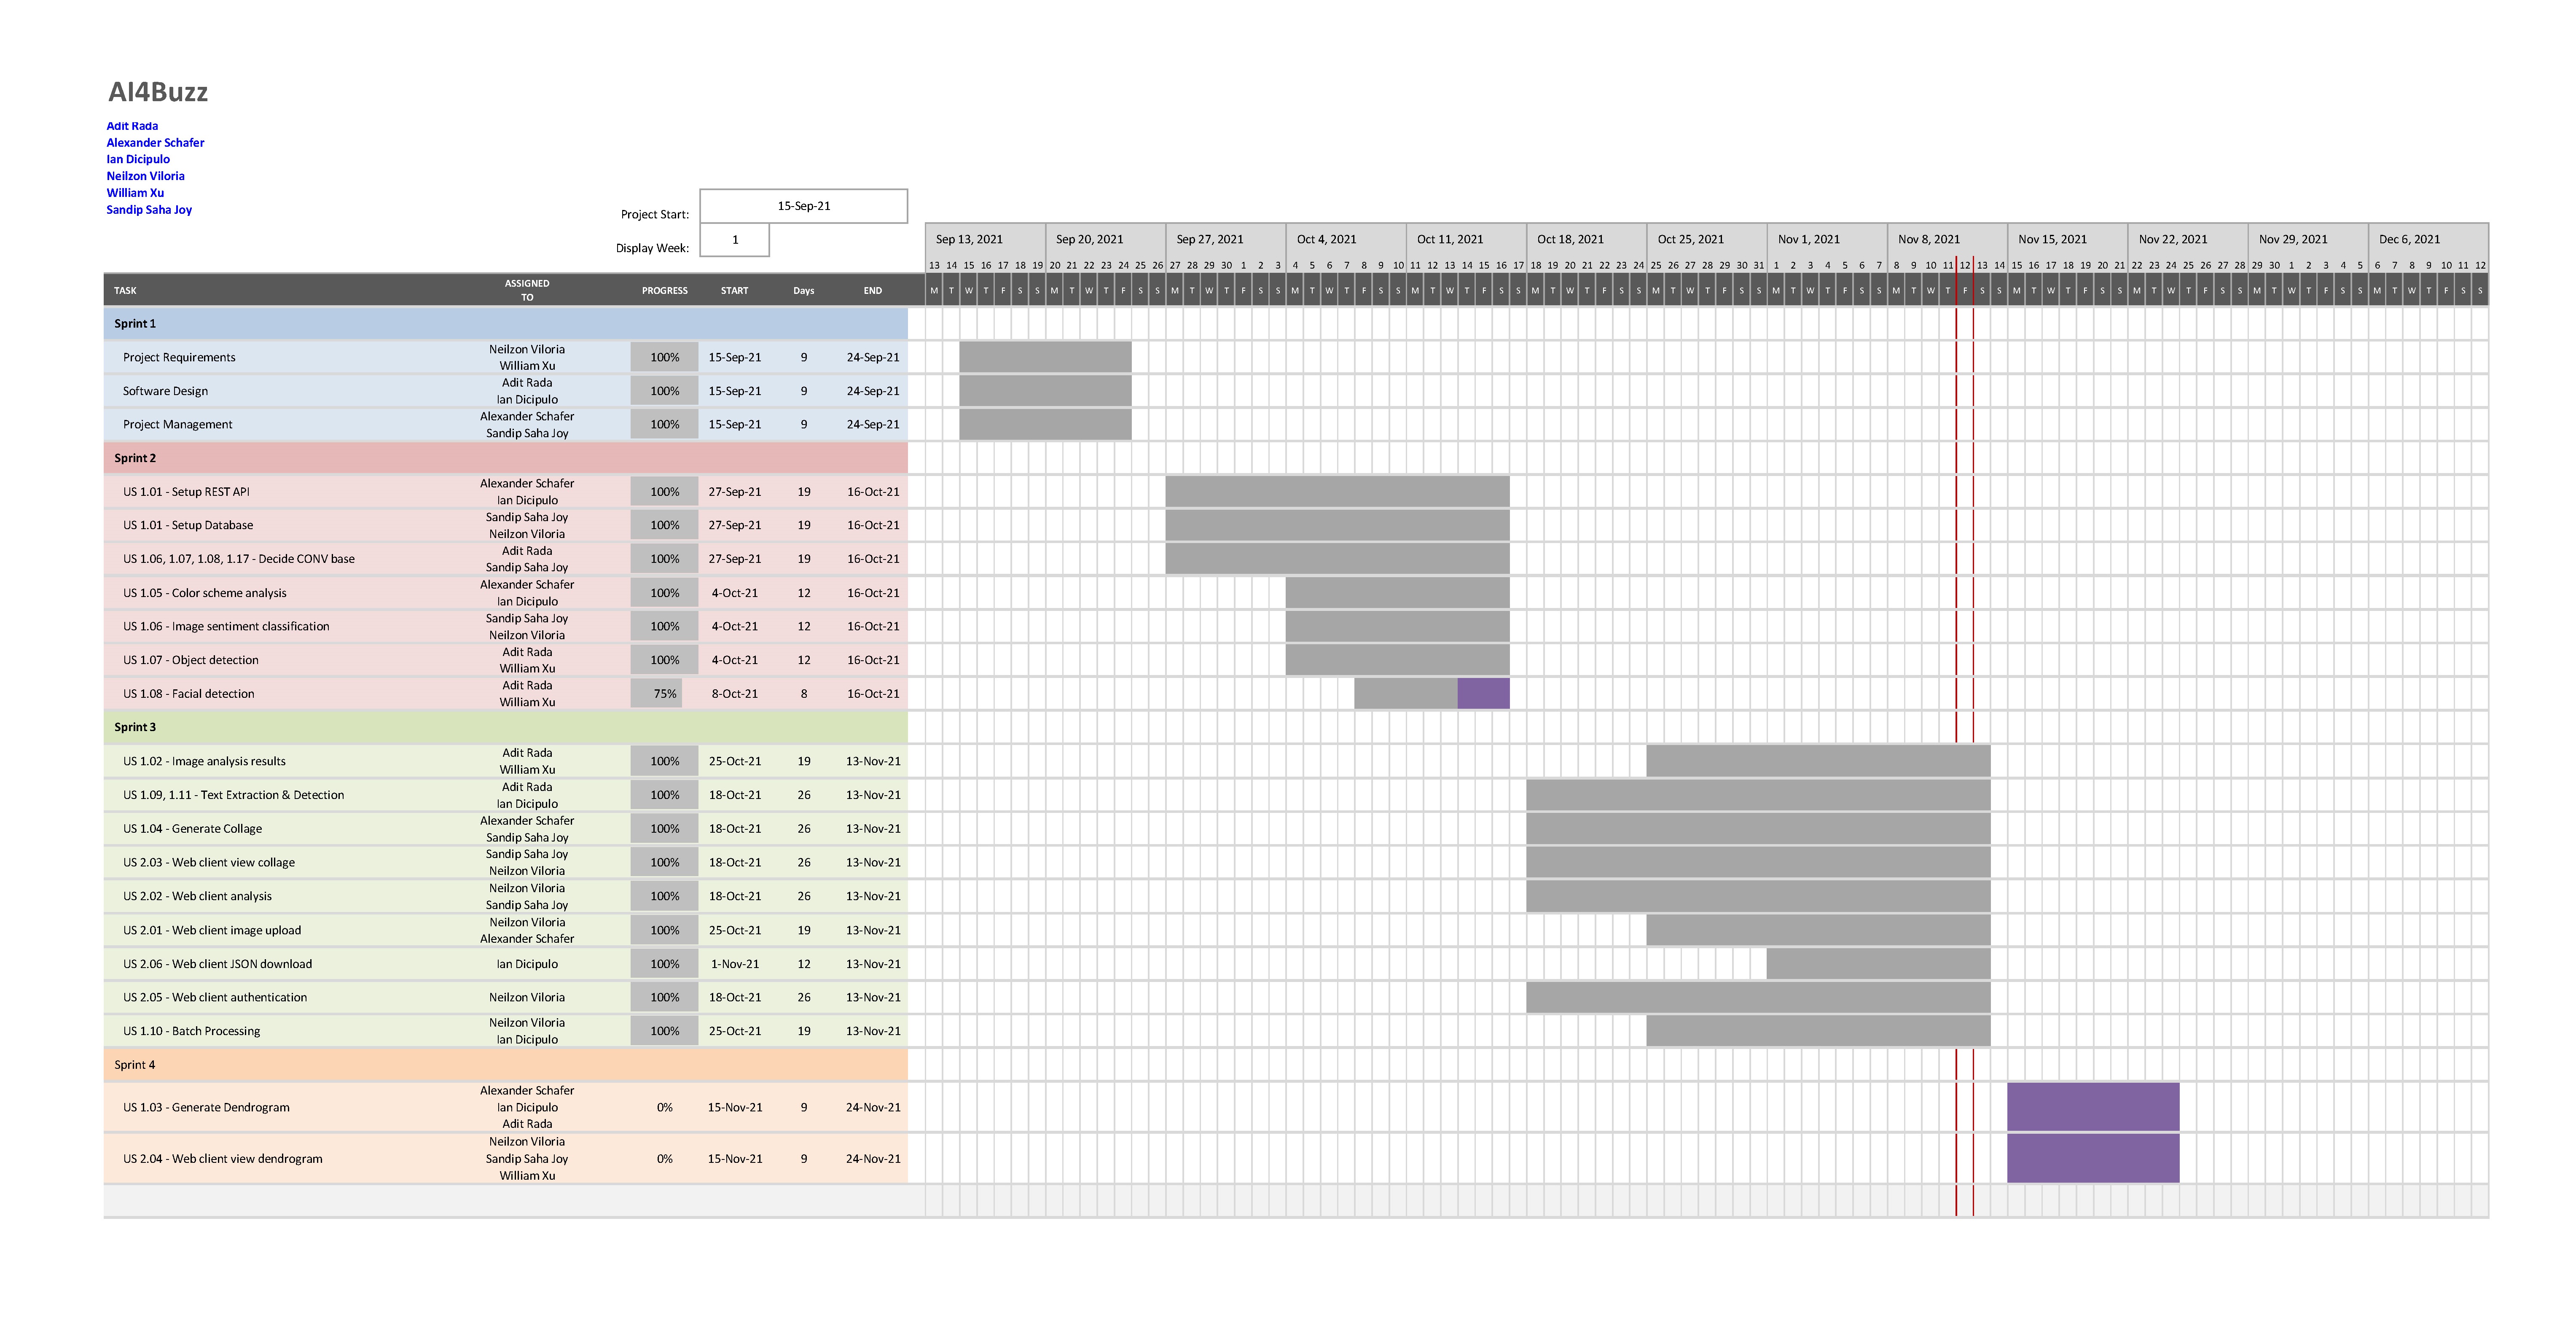 AI4Buzz
Adit Rada
Alexander Schafer
Ian Dicipulo
Neilzon Viloria
William Xu
Sandip Saha Joy
Project Start: 15-Sep-21
Display Week: 1
Sep 13, 2021 Sep 20, 2021 Sep 27, 2021 Oct 4, 2021 Oct 11, 2021 Oct 18, 2021 Oct 25, 2021 Nov 1, 2021 Nov 8, 2021 Nov 15, 2021 Nov 22, 2021 Nov 29, 2021 Dec 6, 2021
13 14 15 16 17 18 19 20 21 22 23 24 25 26 27 28 29 30 1 2 3 4 5 6 7 8 9 10 11 12 13 14 15 16 17 18 19 20 21 22 23 24 25 26 27 28 29 30 31 1 2 3 4 5 6 7 8 9 10 11 12 13 14 15 16 17 18 19 20 21 22 23 24 25 26 27 28 29 30 1 2 3 4 5 6 7 8 9 10 11 12
TASK ASSIGNED TO PROGRESS START Days END M T W T F S S M T W T F S S M T W T F S S M T W T F S S M T W T F S S M T W T F S S M T W T F S S M T W T F S S M T W T F S S M T W T F S S M T W T F S S M T W T F S S M T W T F S S
Sprint 1
Project Requirements Neilzon Viloria William Xu 100% 15-Sep-21 9 24-Sep-21
Software Design Adit Rada Ian Dicipulo 100% 15-Sep-21 9 24-Sep-21
Project Management Alexander Schafer Sandip Saha Joy 100% 15-Sep-21 9 24-Sep-21
Sprint 2
US 1.01 - Setup REST API Alexander Schafer Ian Dicipulo 100% 27-Sep-21 19 16-Oct-21
US 1.01 - Setup Database Sandip Saha Joy Neilzon Viloria 100% 27-Sep-21 19 16-Oct-21
US 1.06, 1.07, 1.08, 1.17 - Decide CONV base Adit Rada Sandip Saha Joy 100% 27-Sep-21 19 16-Oct-21
US 1.05 - Color scheme analysis Alexander Schafer Ian Dicipulo 100% 4-Oct-21 12 16-Oct-21
US 1.06 - Image sentiment classification Sandip Saha Joy Neilzon Viloria 100% 4-Oct-21 12 16-Oct-21
US 1.07 - Object detection Adit Rada William Xu 100% 4-Oct-21 12 16-Oct-21
US 1.08 - Facial detection Adit Rada William Xu 75% 8-Oct-21 8 16-Oct-21
Sprint 3
US 1.02 - Image analysis results Adit Rada William Xu 100% 25-Oct-21 19 13-Nov-21
US 1.09, 1.11 - Text Extraction & Detection Adit Rada Ian Dicipulo 100% 18-Oct-21 26 13-Nov-21
US 1.04 - Generate Collage Alexander Schafer Sandip Saha Joy 100% 18-Oct-21 26 13-Nov-21
US 2.03 - Web client view collage Sandip Saha Joy Neilzon Viloria 100% 18-Oct-21 26 13-Nov-21
US 2.02 - Web client analysis Neilzon Viloria Sandip Saha Joy 100% 18-Oct-21 26 13-Nov-21
US 2.01 - Web client image upload Neilzon Viloria Alexander Schafer 100% 25-Oct-21 19 13-Nov-21
US 2.06 - Web client JSON download Ian Dicipulo 100% 1-Nov-21 12 13-Nov-21
US 2.05 - Web client authentication Neilzon Viloria 100% 18-Oct-21 26 13-Nov-21
US 1.10 - Batch Processing Neilzon Viloria Ian Dicipulo 100% 25-Oct-21 19 13-Nov-21
Sprint 4
US 1.03 - Generate Dendrogram Alexander Schafer Ian Dicipulo Adit Rada 0% 15-Nov-21 9 24-Nov-21
US 2.04 - Web client view dendrogram Neilzon Viloria Sandip Saha Joy William Xu 0% 15-Nov-21 9 24-Nov-21